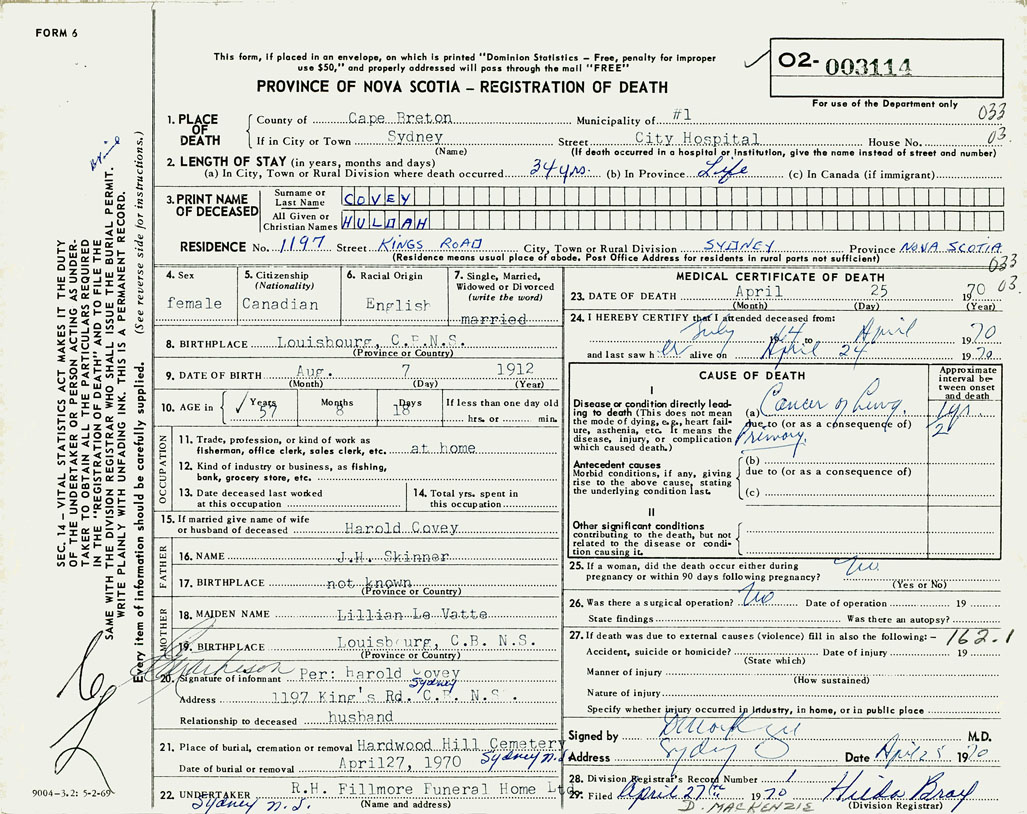 FORM 6
This form, if placed in an envelope, on which is printed "Dominion Statistics – Free, penalty for improper
use $50," and properly addressed will pass through the mail "FREE"
PROVINCE OF NOVA SCOTIA – REGISTRATION OF DEATH
02- 003114
For use of the Department only
033
03.
1. PLACE OF DEATH
County of Cape Breton Municipality of #1
If in City or Town Sydney Street City Hospital House No.
(Name) (If death occurred in a hospital or institution, give the name instead of street and number)
2. LENGTH OF STAY (in years, months and days)
(a) In City, Town or Rural Division where death occurred 34 yrs. (b) In Province Life (c) In Canada (if immigrant)
3. PRINT NAME OF DECEASED
Surname or Last Name COVEY
All Given or Christian Names HULDAH
RESIDENCE No. 1197 Street KINGS ROAD City, Town or Rural Division SYDNEY Province NOVA SCOTIA
(Residence means usual place of abode. Post Office Address for residents in rural parts not sufficient)
033
03.
4. Sex
female
5. Citizenship
(Nationality)
Canadian
6. Racial Origin
English
7. Single, Married,
Widowed or Divorced
(write the word)
married
8. BIRTHPLACE Louisbourg, C.B.N.S.
(Province or Country)
9. DATE OF BIRTH Aug. 7 1912
(Month) (Day) (Year)
10. AGE in Years Months Days If less than one day old
57 8 18 hrs. or min.
OCCUPATION
11. Trade, profession, or kind of work as
fisherman, office clerk, sales clerk, etc. at home
12. Kind of industry or business, as fishing,
bank, grocery store, etc.
13. Date deceased last worked
at this occupation
14. Total yrs. spent in
this occupation
15. If married give name of wife
or husband of deceased Harold Covey
FATHER
16. NAME J.H. Skinner
17. BIRTHPLACE not known
(Province or Country)
MOTHER
18. MAIDEN NAME Lillian Le Vatte
19. BIRTHPLACE Louisbourg, C.B. N.S.
(Province or Country)
20. Signature of informant Per: harold covey
Sydney
Address 1197 King's Rd. C.B. N.S.
Relationship to deceased husband
21. Place of burial, cremation or removal Hardwood Hill Cemetery
Sydney N.S.
Date of burial or removal April27, 1970
22. UNDERTAKER R.H. Fillmore Funeral Home Ltd
Sydney N.S. (Name and address)
MEDICAL CERTIFICATE OF DEATH
23. DATE OF DEATH April 25 1970
(Month) (Day) (Year)
24. I HEREBY CERTIFY that I attended deceased from:
July 1964 to April 1970
and last saw her alive on April 24 1970
CAUSE OF DEATH
Approximate
interval be-
tween onset
and death
I
Disease or condition directly lead-
ing to death (This does not mean
the mode of dying, e.g., heart fail-
ure, asthenia, etc. It means the
disease, injury, or complication
which caused death.)
(a) Cancer of Lung.
due to (or as a consequence of)
Primary.
1 yr.
2
Antecedent causes
Morbid conditions, if any, giving
rise to the above cause, stating
the underlying condition last.
(b)
due to (or as a consequence of)
(c)
II
Other significant conditions
contributing to the death, but not
related to the disease or condi-
tion causing it.
25. If a woman, did the death occur either during
pregnancy or within 90 days following pregnancy? No.
(Yes or No)
26. Was there a surgical operation? No Date of operation 19
State findings Was there an autopsy?
27. If death was due to external causes (violence) fill in also the following: – 162.1
Accident, suicide or homicide? Date of injury 19
(State which)
Manner of injury
(How sustained)
Nature of injury
Specify whether injury occurred in industry, in home, or in public place
Signed by M.D.
Address Sydney Date April 28 1970
28. Division Registrar's Record Number 1
29. Filed April 27th 1970 Hilda Bray
D. MACKENZIE (Division Registrar)
SEC. 14 – VITAL STATISTICS ACT MAKES IT THE DUTY
OF THE UNDERTAKER OR PERSON ACTING AS UNDER-
TAKER TO OBTAIN ALL THE PARTICULARS REQUIRED
IN THE "REGISTRATION OF DEATH" AND TO FILE THE
SAME WITH THE DIVISION REGISTRAR WHO SHALL ISSUE THE BURIAL PERMIT.
WRITE PLAINLY WITH UNFADING INK. THIS IS A PERMANENT RECORD.
Every item of information should be carefully supplied. (See reverse side for instructions.)
9004-3.2: 5-2-69